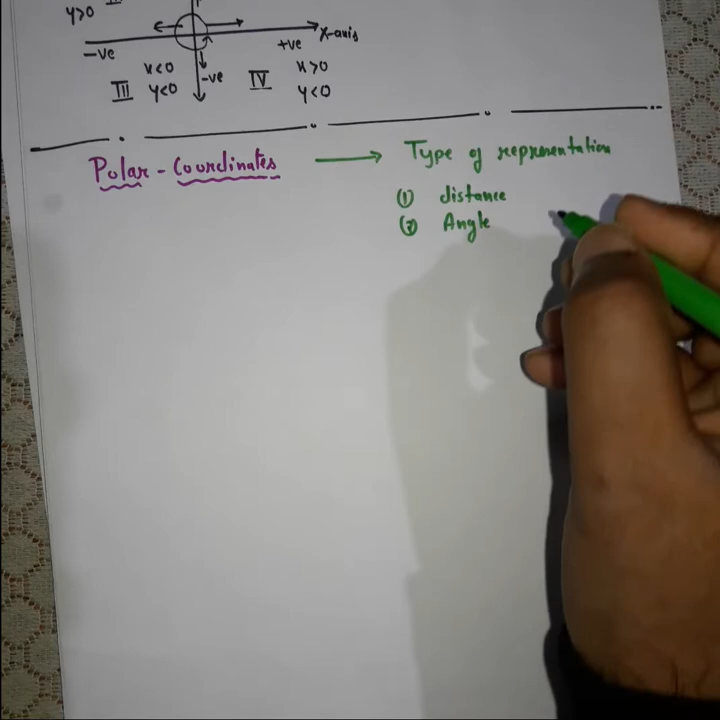 y>0
-ve
+ve
X-axis
x<0
-ve
x>0
III
y<0
IV
y<0
Polar - Coordinates → Type of representation
(1) distance
(2) Angle